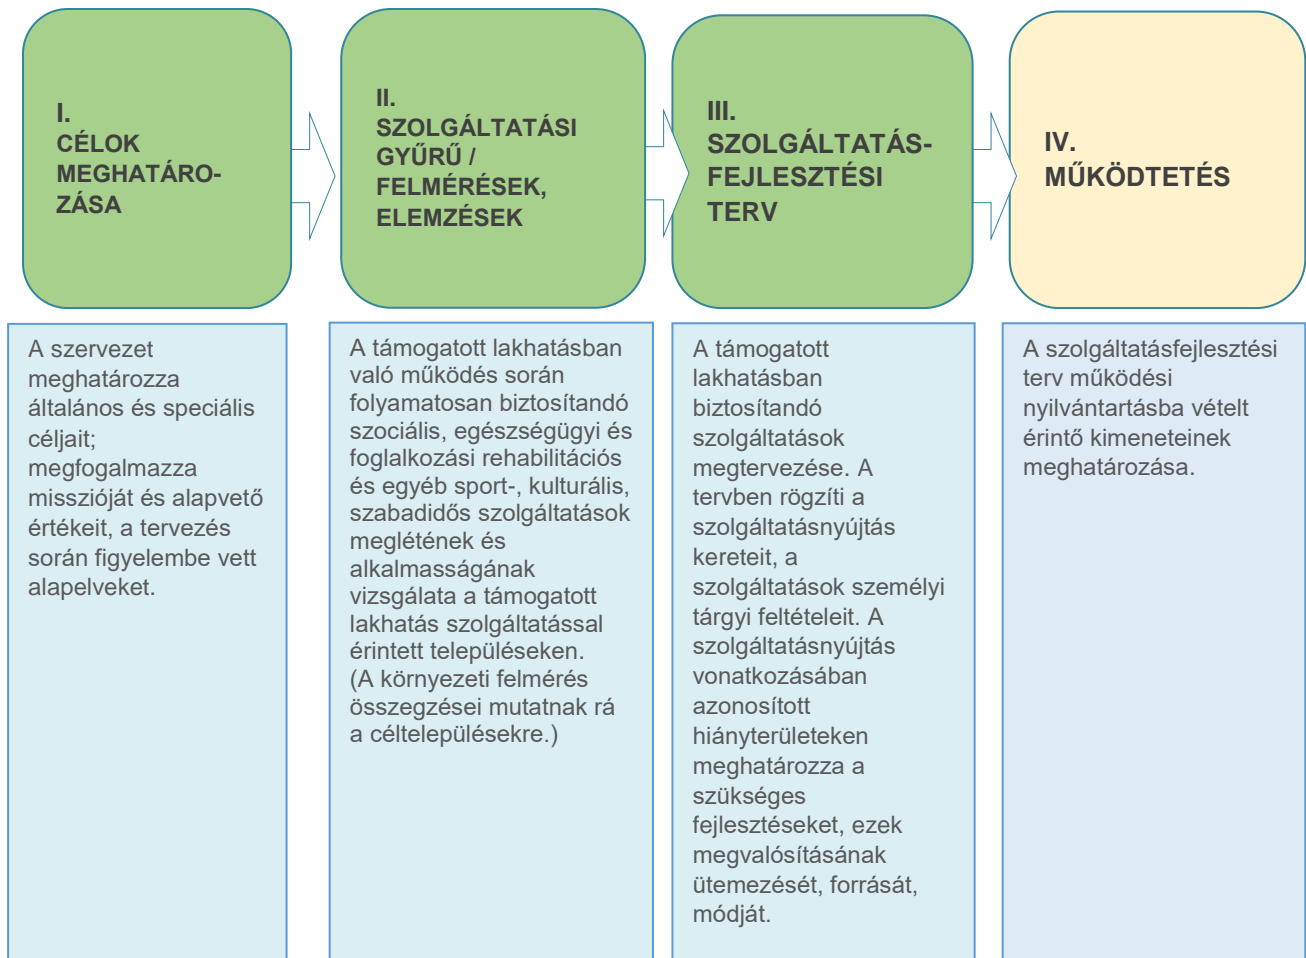 I.
CÉLOK
MEGHATÁRO-
ZÁSA
II.
SZOLGÁLTATÁSI
GYŰRŰ /
FELMÉRÉSEK,
ELEMZÉSEK
III.
SZOLGÁLTATÁS-
FEJLESZTÉSI
TERV
IV.
MŰKÖDTETÉS
A szervezet
meghatározza
általános és speciális
céljait;
megfogalmazza
misszióját és alapvető
értékeit, a tervezés
során figyelembe vett
alapelveket.
A támogatott lakhatásban
való működés során
folyamatosan biztosítandó
szociális, egészségügyi és
foglalkozási rehabilitációs
és egyéb sport-, kulturális,
szabadidős szolgáltatások
meglétének és
alkalmasságának
vizsgálata a támogatott
lakhatás szolgáltatással
érintett településeken.
(A környezeti felmérés
összegzései mutatnak rá
a céltelepülésekre.)
A támogatott
lakhatásban
biztosítandó
szolgáltatások
megtervezése. A
tervben rögzíti a
szolgáltatásnyújtás
kereteit, a
szolgáltatások személyi
tárgyi feltételeit. A
szolgáltatásnyújtás
vonatkozásában
azonosított
hiányterületeken
meghatározza a
szükséges
fejlesztéseket, ezek
megvalósításának
ütemezését, forrását,
módját.
A szolgáltatásfejlesztési
terv működési
nyilvántartásba vételt
érintő kimeneteinek
meghatározása.